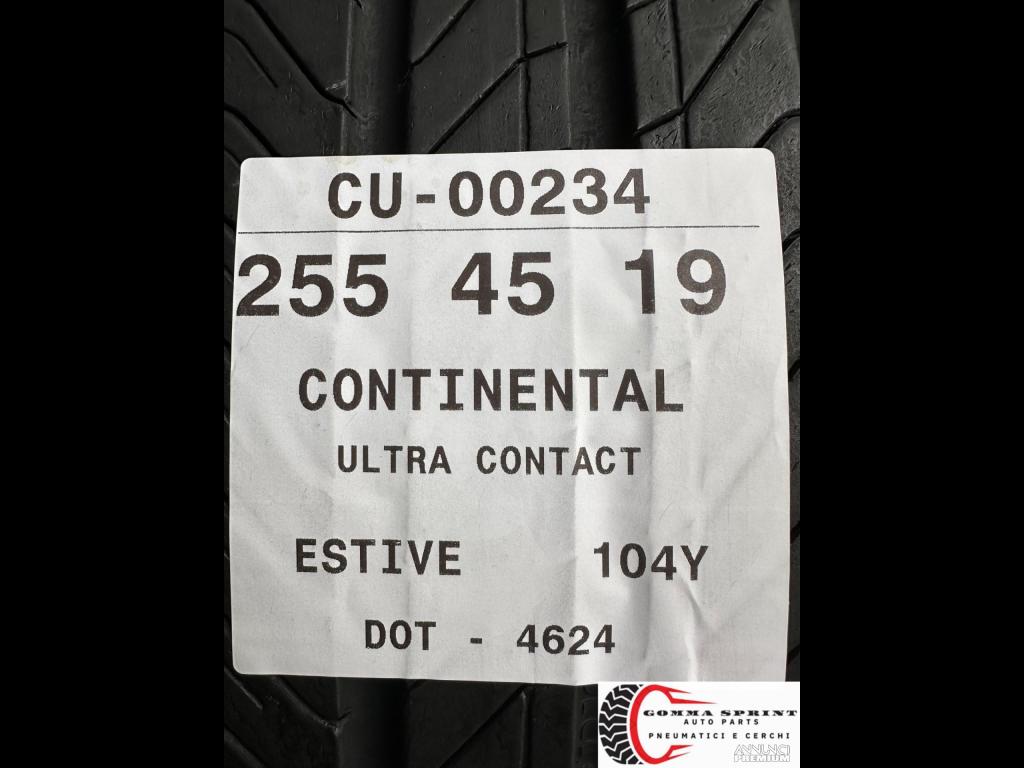 CU-00234
255 45 19
CONTINENTAL
ULTRA CONTACT
ESTIVE 104Y
DOT - 4624
GOMMA SPRINT
AUTO PARTS
PNEUMATICI E CERCHI
ANNUNCI
PREMIUM